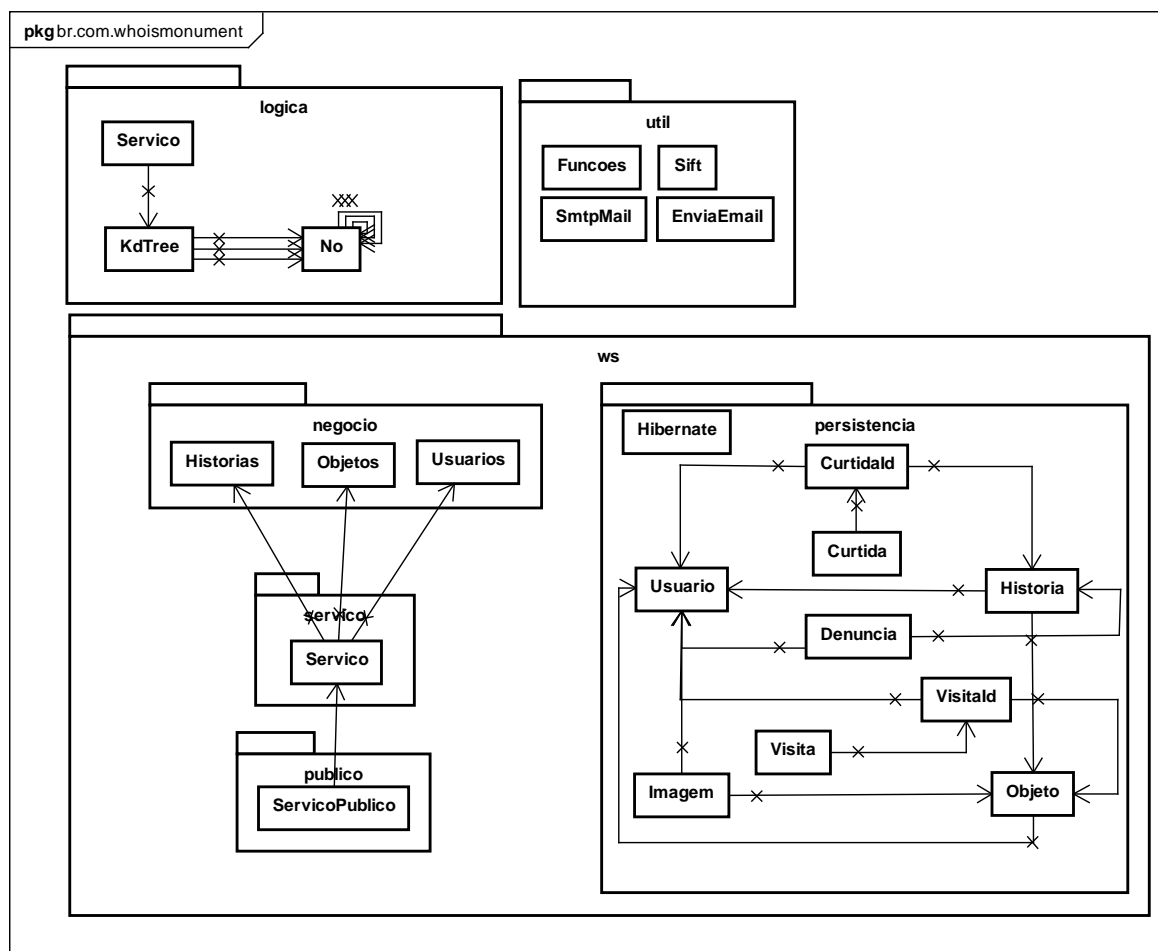 pkg br.com.whoismonument
logica
Servico
KdTree
No
util
Funcoes
Sift
SmtpMail
EnviaEmail
ws
negocio
Historias
Objetos
Usuarios
servico
Servico
publico
ServicoPublico
persistencia
Hibernate
CurtidaId
Curtida
Usuario
Historia
Denuncia
VisitaId
Visita
Imagem
Objeto